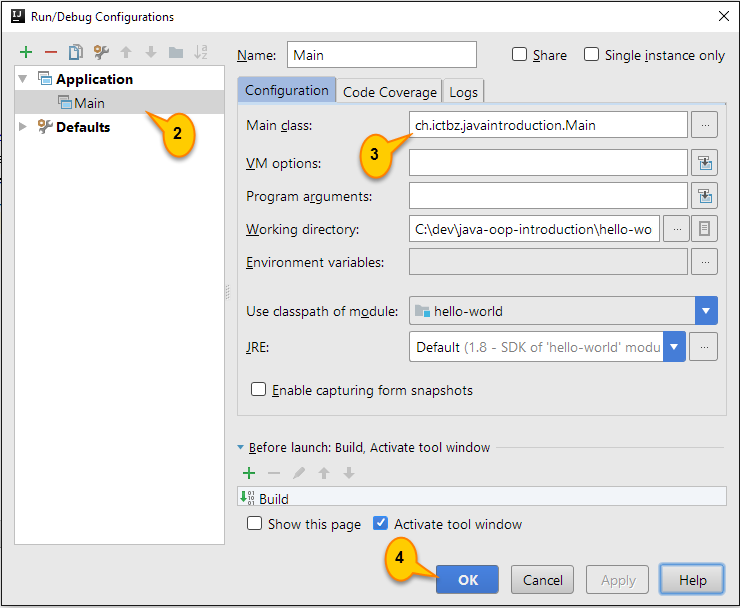 Run/Debug Configurations
Name: Main Share Single instance only
Application
Main
Defaults
2
Configuration Code Coverage Logs
Main class: ch.ictbz.javaintroduction.Main ...
3
VM options:
Program arguments:
Working directory: C:\dev\java-oop-introduction\hello-wo ...
Environment variables: ...
Use classpath of module: hello-world
JRE: Default (1.8 - SDK of 'hello-world' modu ...
Enable capturing form snapshots
Before launch: Build, Activate tool window
Build
Show this page Activate tool window
4
OK Cancel Apply Help